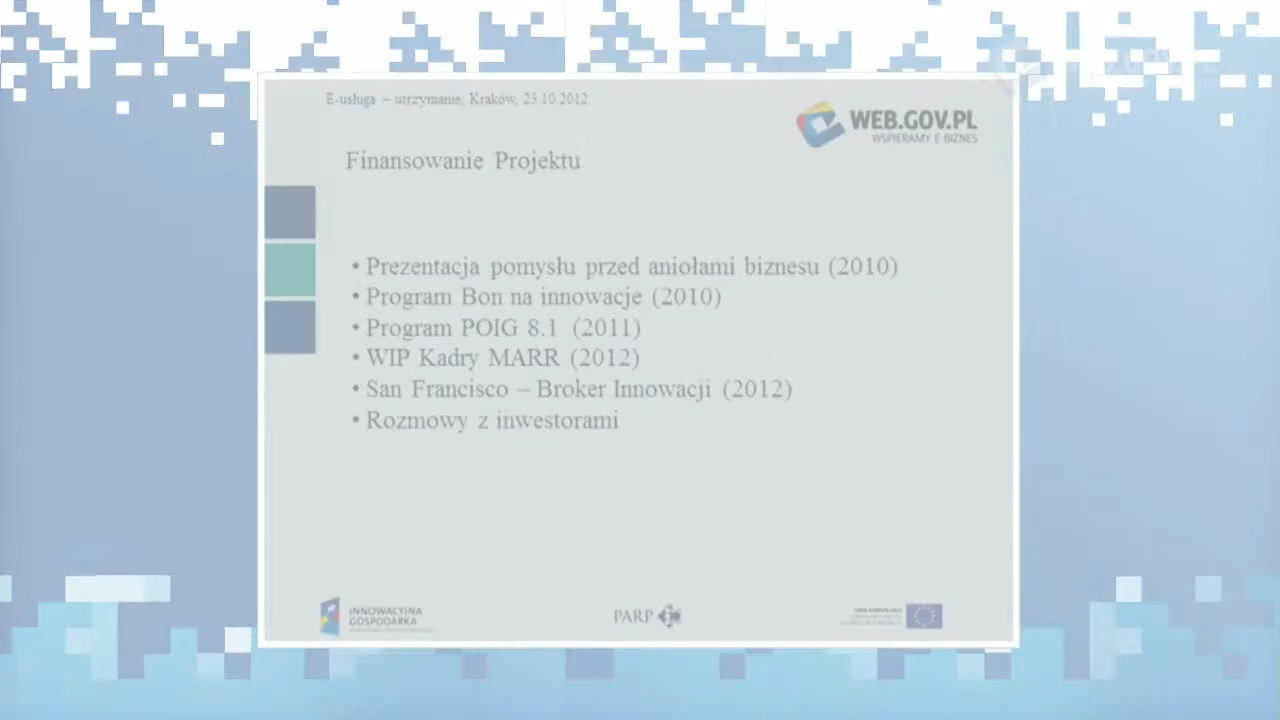 E-usługa – utrzymanie, Kraków, 23.10.2012
WEB.GOV.PL
WSPIERAMY E-BIZNES
Finansowanie Projektu
• Prezentacja pomysłu przed aniołami biznesu (2010)
• Program Bon na innowacje (2010)
• Program POIG 8.1 (2011)
• WIP Kadry MARR (2012)
• San Francisco – Broker Innowacji (2012)
• Rozmowy z inwestorami
INNOWACYJNA
GOSPODARKA
PARP